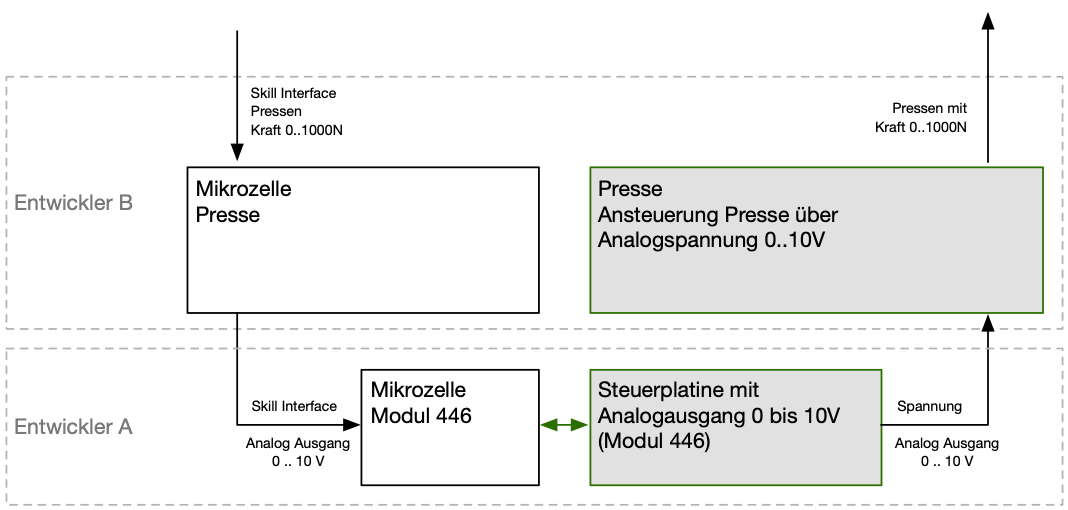 Skill Interface
Pressen
Kraft 0..1000N
Pressen mit
Kraft 0..1000N
Entwickler B
Mikrozelle
Presse
Presse
Ansteuerung Presse über
Analogspannung 0..10V
Entwickler A
Skill Interface
Analog Ausgang
0 .. 10 V
Mikrozelle
Modul 446
Steuerplatine mit
Analogausgang 0 bis 10V
(Modul 446)
Spannung
Analog Ausgang
0 .. 10 V